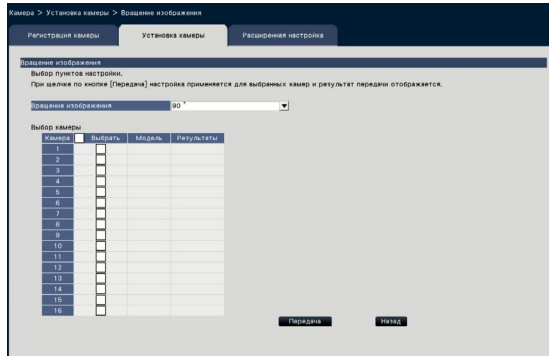 Камера > Установка камеры > Вращение изображения
Регистрация камеры Установка камеры Расширенная настройка
Вращение изображения
Выбор пунктов настройки.
При щелчке по кнопке [Передача] настройка применяется для выбранных камер и результат передачи отображается.
Вращение изображения 90 °
Выбор камеры
Камера Выбрать Модель Результаты
1
2
3
4
5
6
7
8
9
10
11
12
13
14
15
16
Передача Назад